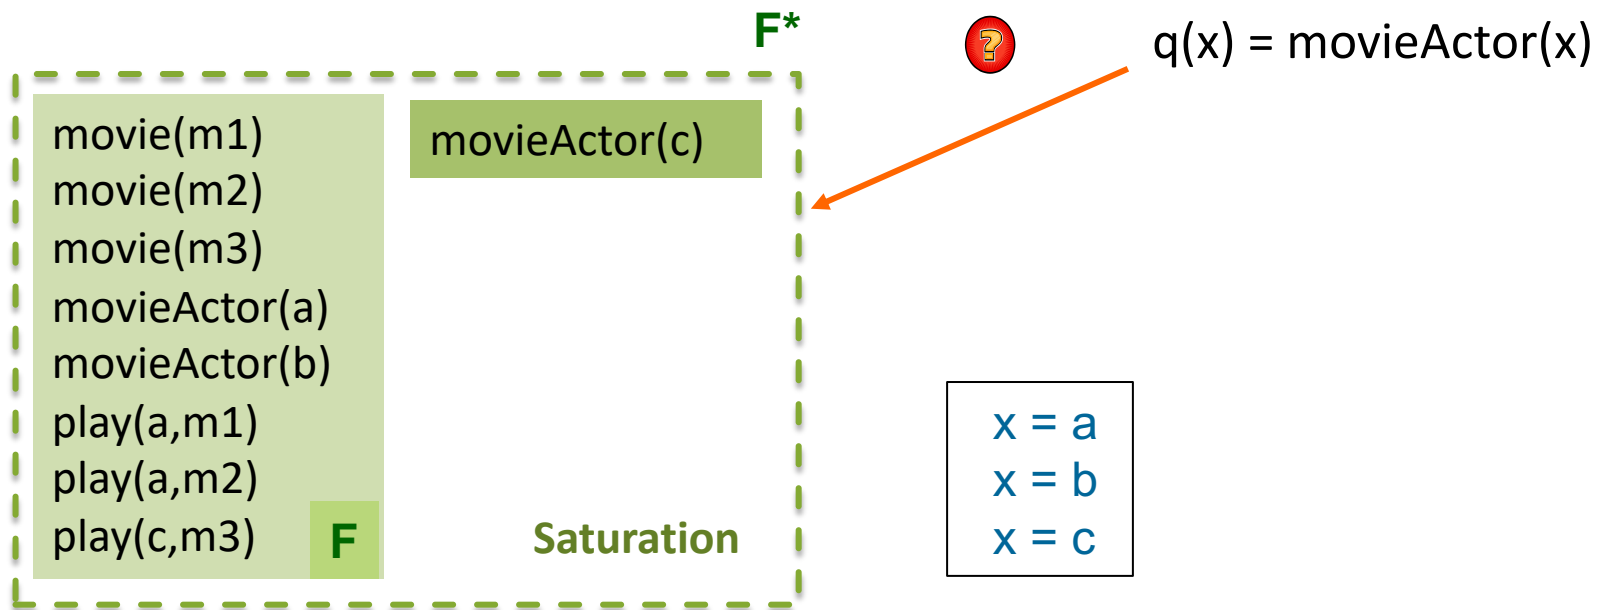 F*
?
q(x) = movieActor(x)
movie(m1)
movie(m2)
movie(m3)
movieActor(a)
movieActor(b)
play(a,m1)
play(a,m2)
play(c,m3)
F
movieActor(c)
Saturation
x = a
x = b
x = c